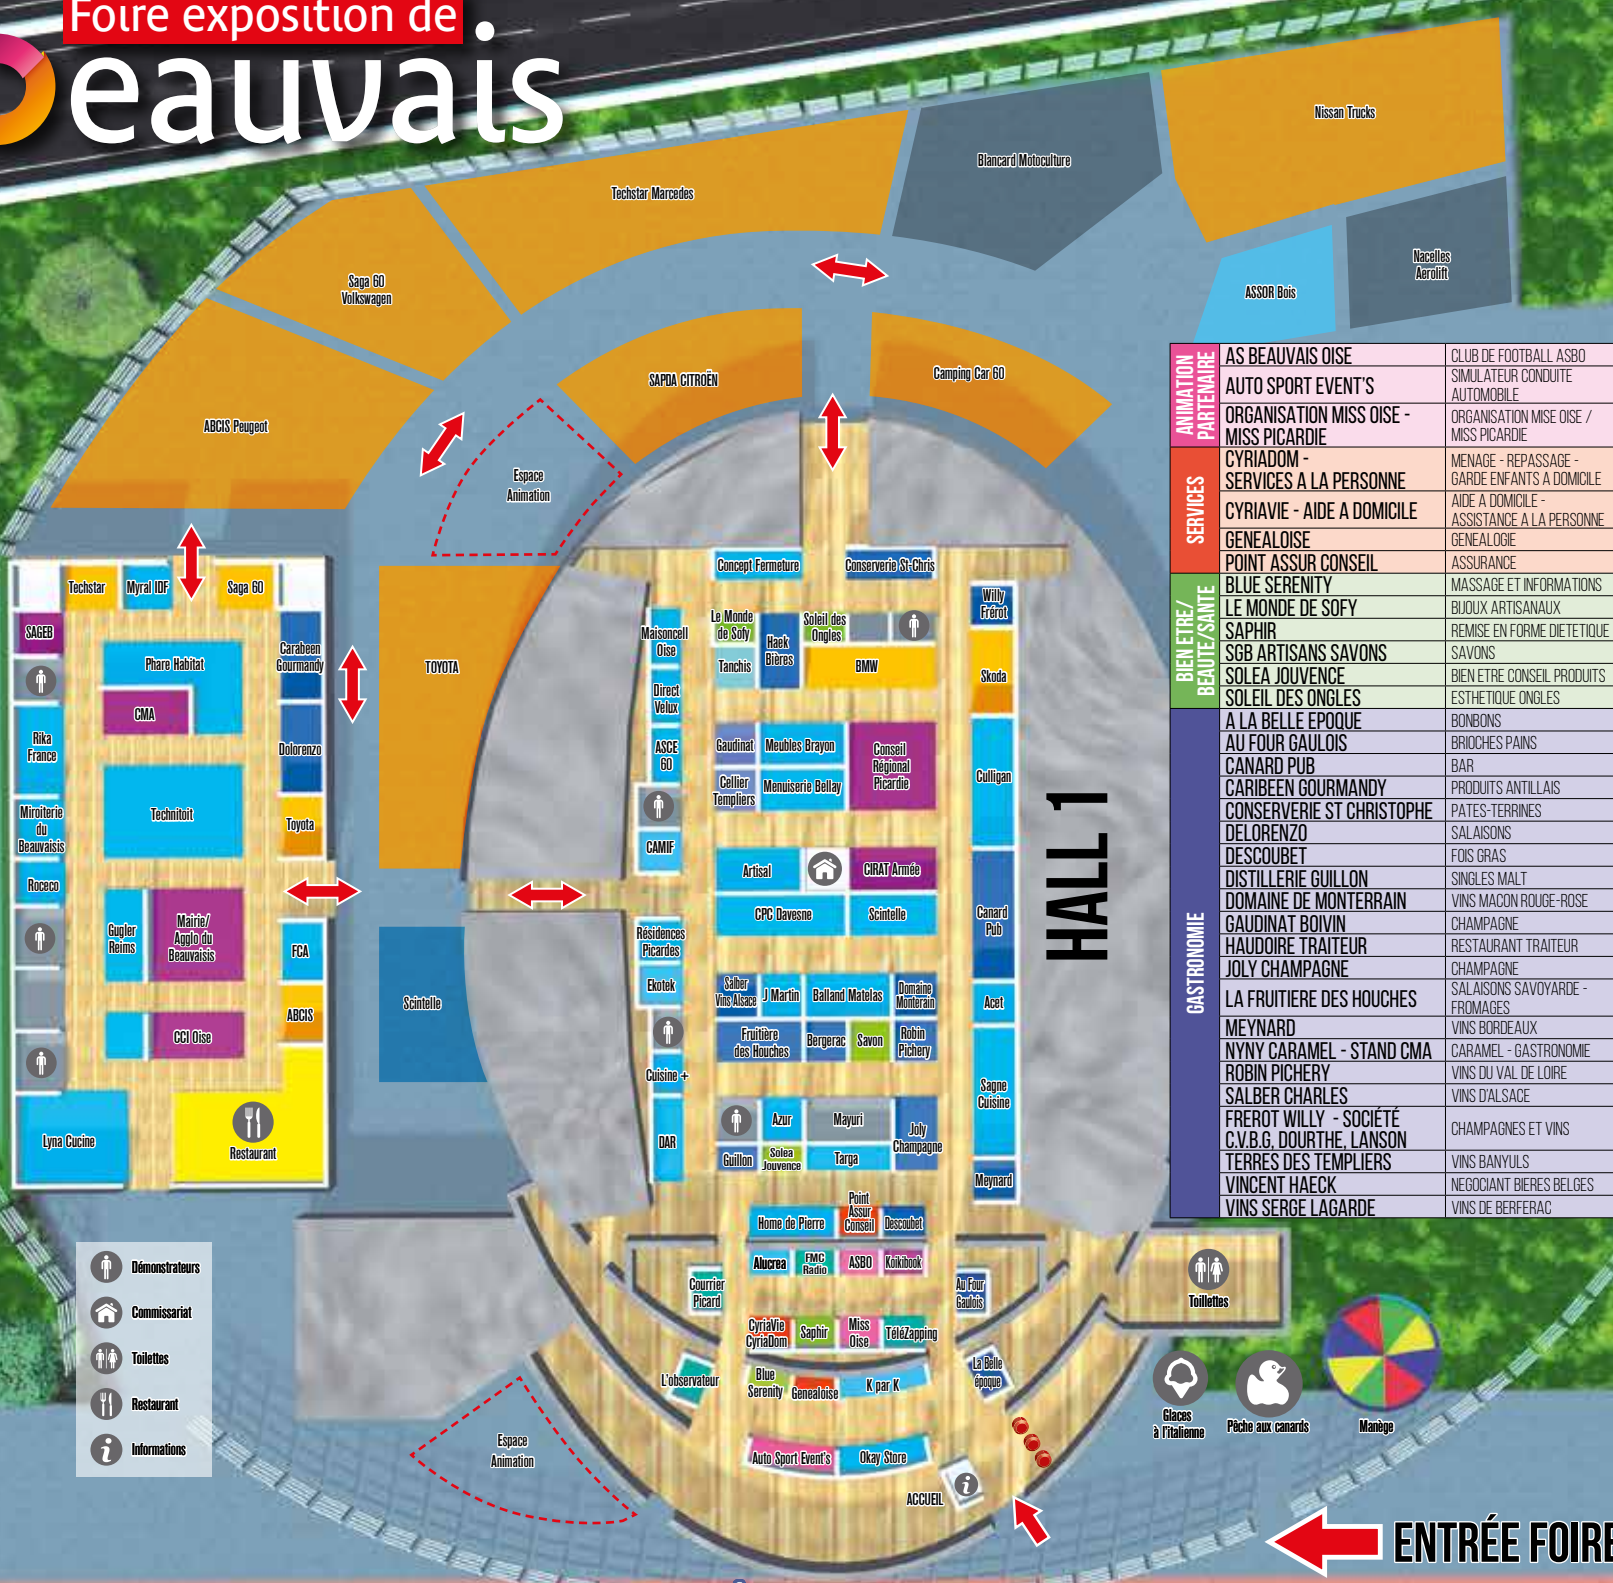 Foire exposition de
Beauvais
Nissan Trucks
Blancard Motoculture
Techstar Marcedes
Nacelles
Aerolift
ASSOR Bois
Saga 60
Volkswagen
SAPDA CITROËN
Camping Car 60
ABCIS Peugeot
Espace
Animation
TOYOTA
Scintelle
Techstar
Myral IDF
Saga 60
SAGEB
Phare Habitat
Carabeen
Gourmandy
CMA
Rika
France
Dolorenzo
Technitoit
Miroiterie
du
Beauvaisis
Toyota
Roceco
Gugler
Reims
Mairie/
Agglo du
Beauvaisis
FCA
ABCIS
CCI Oise
Lyna Cucine
Restaurant
Concept Fermeture
Conserverie St-Chris
Willy
Frérot
Maisoncell
Oise
Le Monde
de Sofy
Haek
Bières
Soleil des
Ongles
Tanchis
BMW
Skoda
Direct
Velux
ASCE
60
Gaudinat
Meubles Brayon
Conseil
Régional
Picardie
Cellier
Templiers
Menuiserie Bellay
Culligan
CAMIF
Artisal
CIRAT Armée
CPC Davesne
Scintelle
Canard
Pub
HALL 1
Résidences
Picardes
Ekotek
Salber
Vins Alsace
J Martin
Balland Matelas
Domaine
Monterain
Acet
Fruitière
des Houches
Bergerac
Savon
Robin
Pichery
Cuisine +
Sagne
Cuisine
DAR
Azur
Mayuri
Joly
Champagne
Guillon
Solea
Jouvence
Targa
Meynard
Home de Pierre
Point
Assur
Conseil
Descoubet
Alucrea
FMC
Radio
ASBO
Koikibook
Courrier
Picard
Au Four
Gaulois
CyriaVie
CyriaDom
Saphir
Miss
Oise
TéléZapping
L'observateur
Blue
Serenity
Genealoise
K par K
La Belle
époque
Auto Sport Event's
Okay Store
ACCUEIL
Espace
Animation
Toillettes
Glaces
à l'italienne
Pêche aux canards
Manège
ENTRÉE FOIRE
Démonstrateurs
Commissariat
Toilettes
Restaurant
Informations
ANIMATION
PARTENAIRE
AS BEAUVAIS OISE CLUB DE FOOTBALL ASBO
AUTO SPORT EVENT'S SIMULATEUR CONDUITE
AUTOMOBILE
ORGANISATION MISS OISE - ORGANISATION MISE OISE /
MISS PICARDIE MISS PICARDIE
SERVICES
CYRIADOM - MENAGE - REPASSAGE -
SERVICES A LA PERSONNE GARDE ENFANTS A DOMICILE
CYRIAVIE - AIDE A DOMICILE AIDE A DOMICILE -
ASSISTANCE A LA PERSONNE
GENEALOISE GENEALOGIE
POINT ASSUR CONSEIL ASSURANCE
BIEN ETRE/
BEAUTE/SANTE
BLUE SERENITY MASSAGE ET INFORMATIONS
LE MONDE DE SOFY BIJOUX ARTISANAUX
SAPHIR REMISE EN FORME DIETETIQUE
SGB ARTISANS SAVONS SAVONS
SOLEA JOUVENCE BIEN ETRE CONSEIL PRODUITS
SOLEIL DES ONGLES ESTHETIQUE ONGLES
GASTRONOMIE
A LA BELLE EPOQUE BONBONS
AU FOUR GAULOIS BRIOCHES PAINS
CANARD PUB BAR
CARIBEEN GOURMANDY PRODUITS ANTILLAIS
CONSERVERIE ST CHRISTOPHE PATES-TERRINES
DELORENZO SALAISONS
DESCOUBET FOIS GRAS
DISTILLERIE GUILLON SINGLES MALT
DOMAINE DE MONTERRAIN VINS MACON ROUGE-ROSE
GAUDINAT BOIVIN CHAMPAGNE
HAUDOIRE TRAITEUR RESTAURANT TRAITEUR
JOLY CHAMPAGNE CHAMPAGNE
LA FRUITIERE DES HOUCHES SALAISONS SAVOYARDE -
FROMAGES
MEYNARD VINS BORDEAUX
NYNY CARAMEL - STAND CMA CARAMEL - GASTRONOMIE
ROBIN PICHERY VINS DU VAL DE LOIRE
SALBER CHARLES VINS D'ALSACE
FREROT WILLY - SOCIÉTÉ
C.V.B.G, DOURTHE, LANSON CHAMPAGNES ET VINS
TERRES DES TEMPLIERS VINS BANYULS
VINCENT HAECK NEGOCIANT BIERES BELGES
VINS SERGE LAGARDE VINS DE BERFERAC